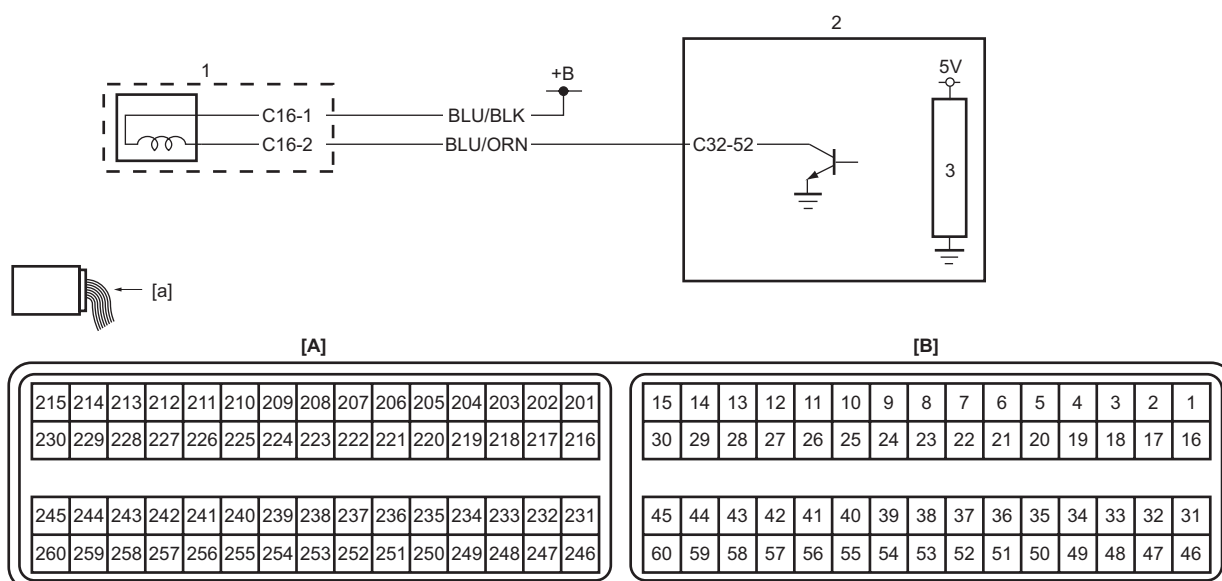 2
1
+B
5V
C16-1 BLU/BLK
C16-2 BLU/ORN C32-52
3
[a]
[A] [B]
215 214 213 212 211 210 209 208 207 206 205 204 203 202 201 15 14 13 12 11 10 9 8 7 6 5 4 3 2 1
230 229 228 227 226 225 224 223 222 221 220 219 218 217 216 30 29 28 27 26 25 24 23 22 21 20 19 18 17 16
245 244 243 242 241 240 239 238 237 236 235 234 233 232 231 45 44 43 42 41 40 39 38 37 36 35 34 33 32 31
260 259 258 257 256 255 254 253 252 251 250 249 248 247 246 60 59 58 57 56 55 54 53 52 51 50 49 48 47 46